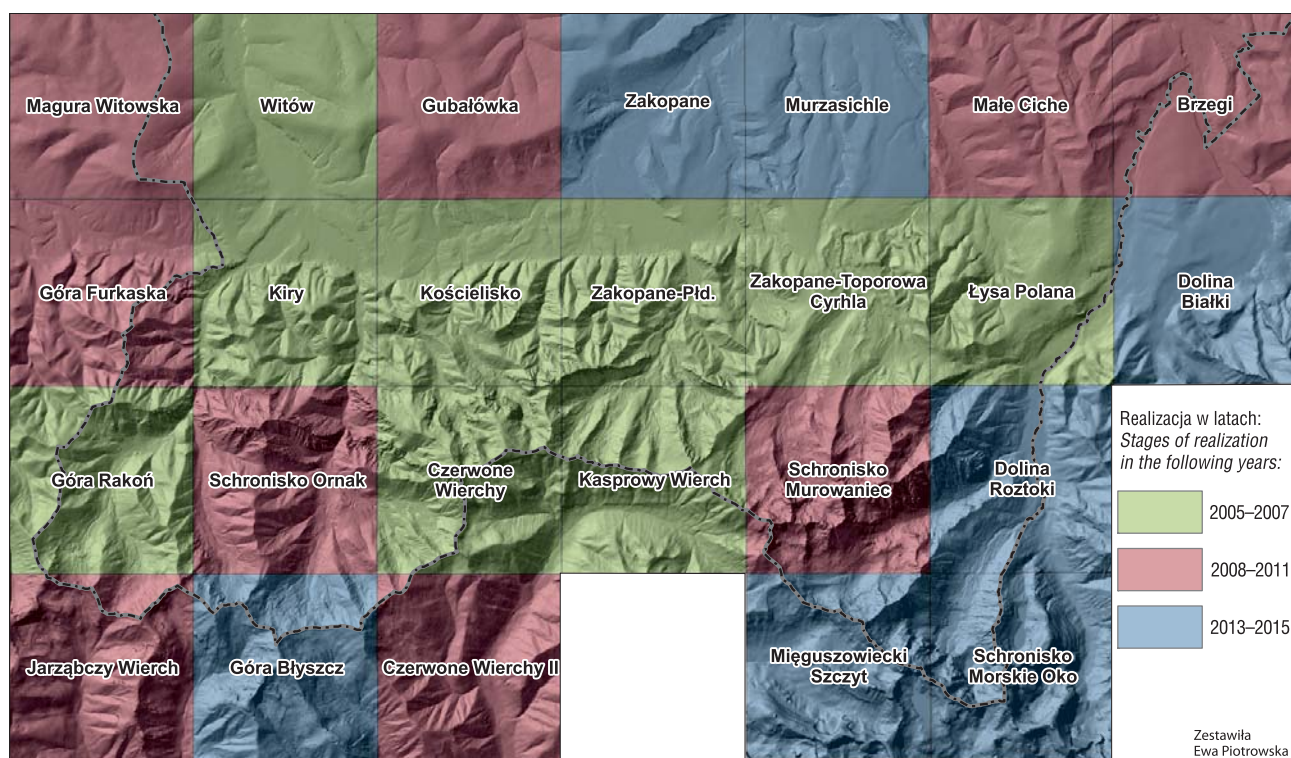 Magura Witowska
Witów
Gubałówka
Zakopane
Murzasichle
Małe Ciche
Brzegi
Góra Furkaska
Kiry
Kościelisko
Zakopane-Płd.
Zakopane-Toporowa
Cyrhla
Łysa Polana
Dolina
Białki
Góra Rakoń
Schronisko Ornak
Czerwone
Wierchy
Kasprowy Wierch
Schronisko
Murowaniec
Dolina
Roztoki
Jarząbczy Wierch
Góra Błyszcz
Czerwone Wierchy II
Mięguszowiecki
Szczyt
Schronisko
Morskie Oko
Realizacja w latach:
Stages of realization
in the following years:
2005–2007
2008–2011
2013–2015
Zestawiła
Ewa Piotrowska